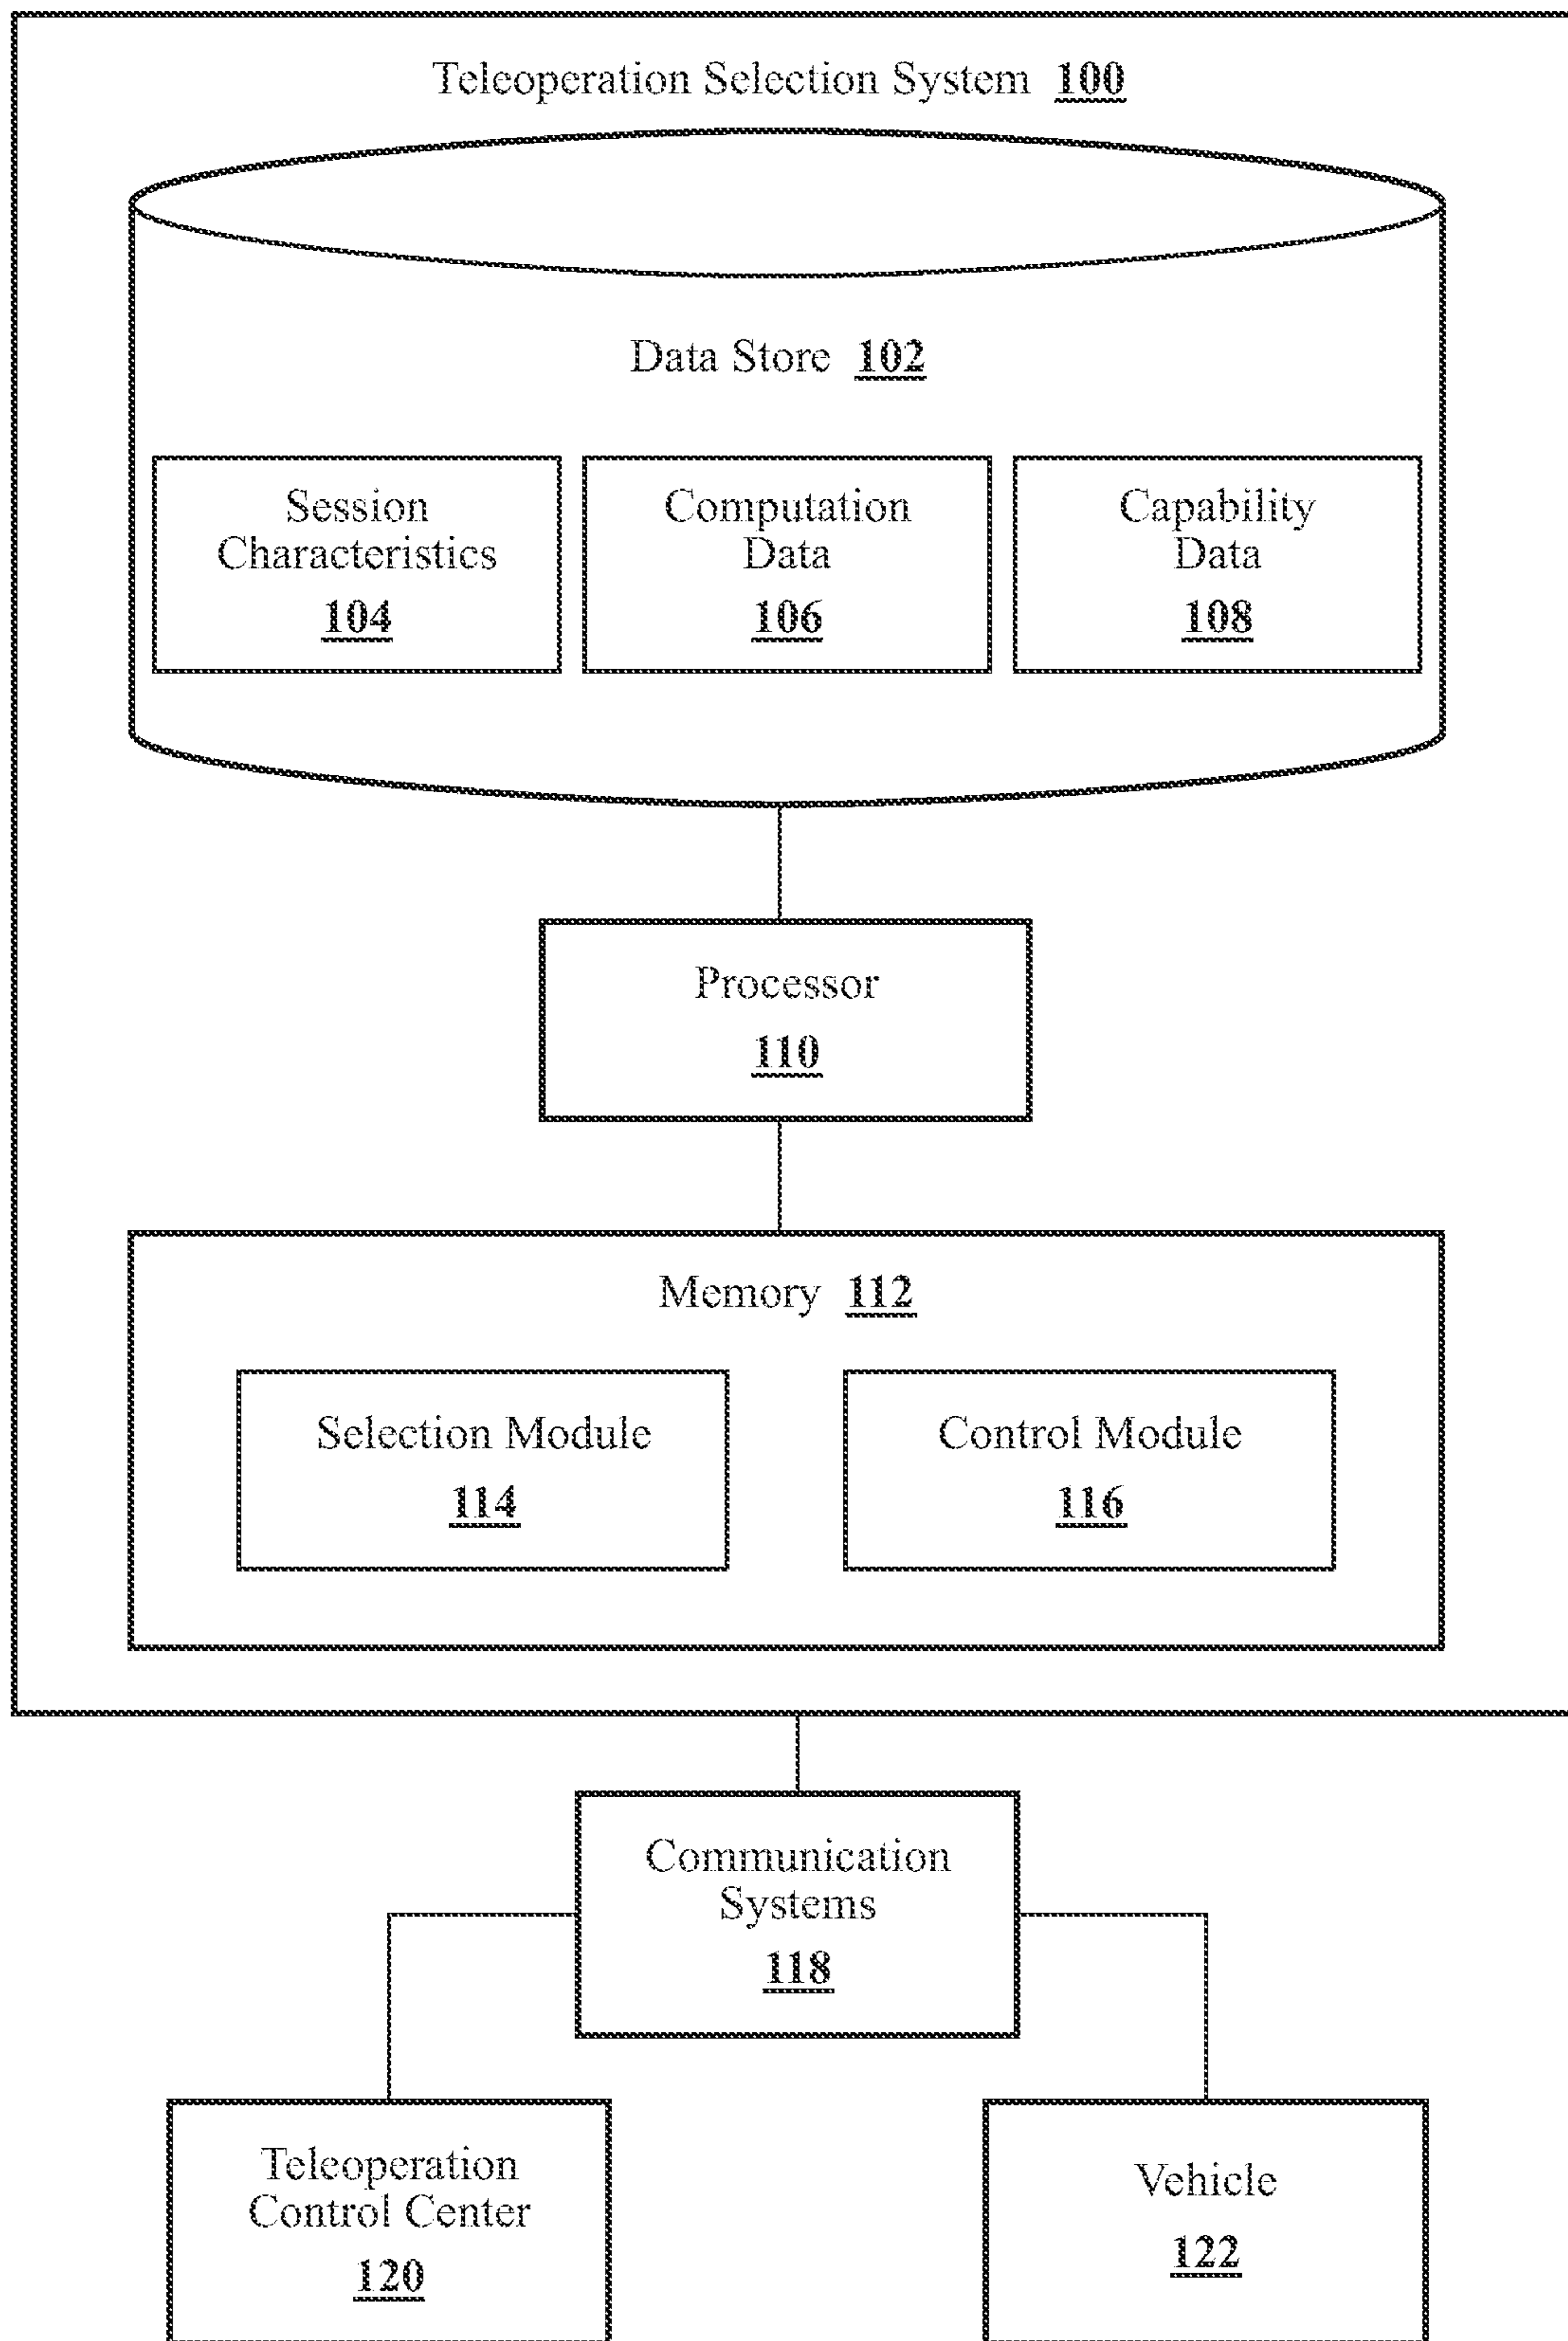 Teleoperation Selection System 100
Data Store 102
Session
Characteristics
104
Computation
Data
106
Capability
Data
108
Processor
110
Memory 112
Selection Module
114
Control Module
116
Communication
Systems
118
Teleoperation
Control Center
120
Vehicle
122